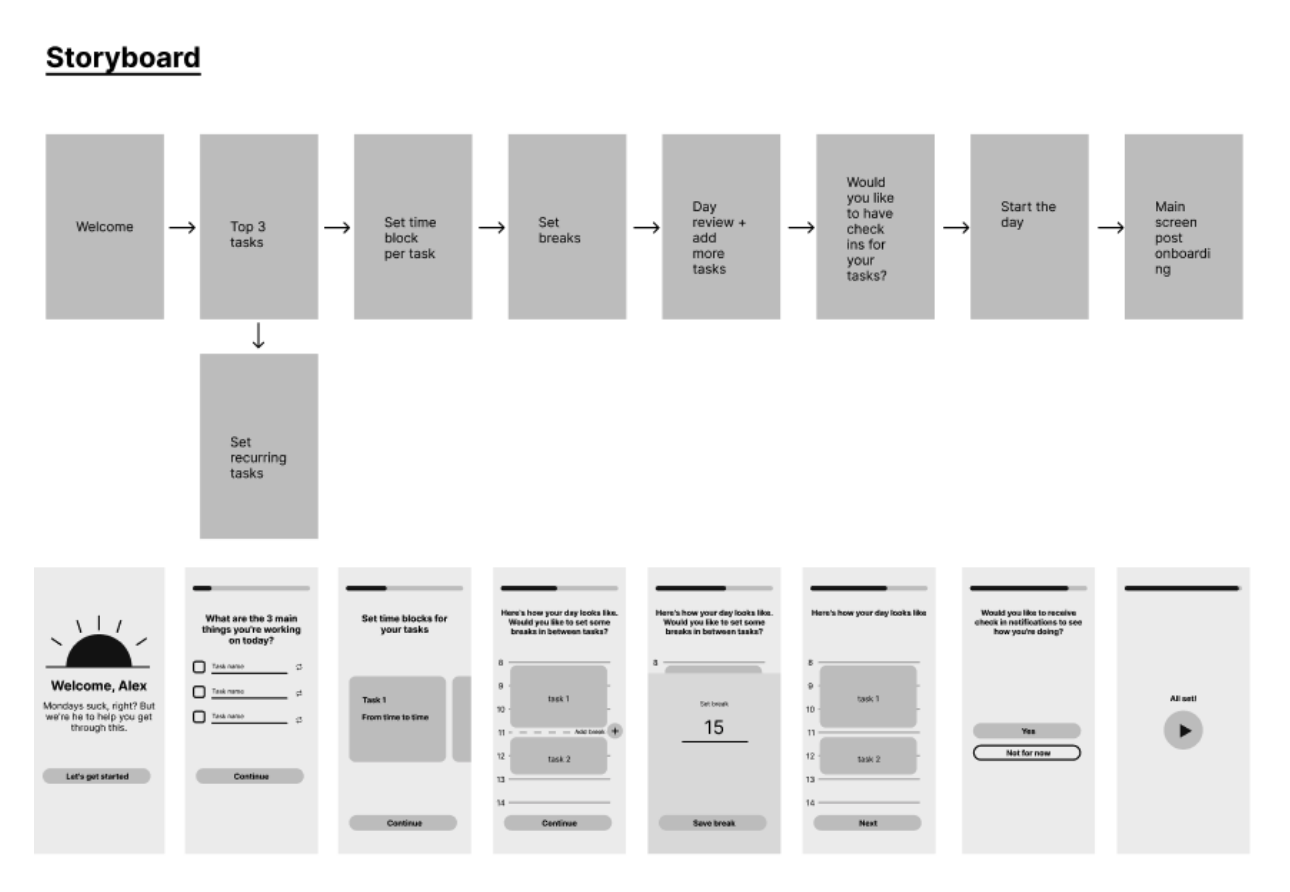 Storyboard
Welcome
Top 3
tasks
Set time
block
per task
Set
breaks
Day
review +
add
more
tasks
Would
you like
to have
check
ins for
your
tasks?
Start the
day
Main
screen
post
onboardi
ng
Set
recurring
tasks
Welcome, Alex
Mondays suck, right? But
we're he to help you get
through this.
Let's get started
What are the 3 main
things you're working
on today?
Task name
Task name
Task name
Continue
Set time blocks for
your tasks
Task 1
From time to time
Continue
Here's how your day looks like.
Would you like to set some
breaks in between tasks?
8
9
task 1
10
11
Add break +
12
task 2
13
14
Continue
Here's how your day looks like.
Would you like to set some
breaks in between tasks?
8
Set break
15
Save break
Here's how your day looks like
8
9
task 1
10
11
12
task 2
13
14
Next
Would you like to receive
check in notifications to see
how you're doing?
Yes
Not for now
All set!